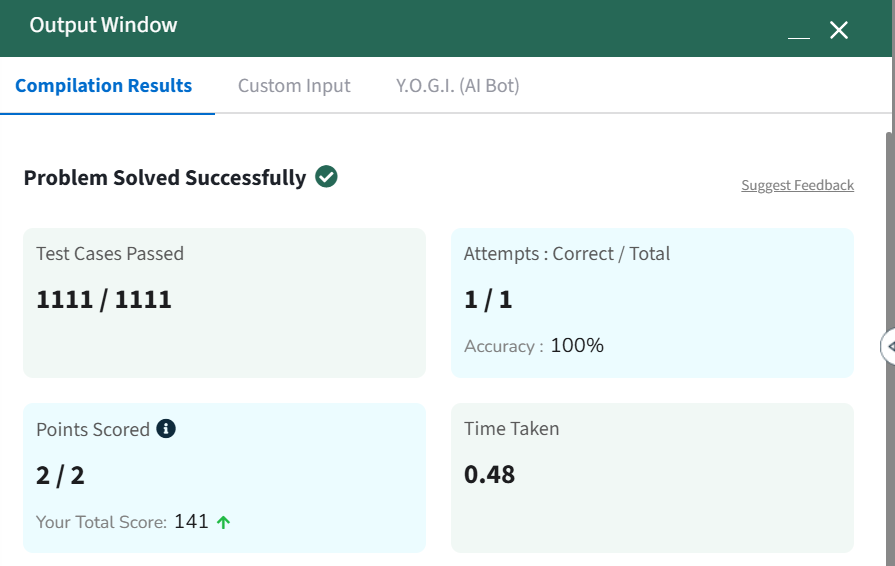 Output Window
Compilation Results Custom Input Y.O.G.I. (AI Bot)
Problem Solved Successfully
Suggest Feedback
Test Cases Passed
1111 / 1111
Attempts : Correct / Total
1 / 1
Accuracy : 100%
Points Scored
2 / 2
Your Total Score: 141
Time Taken
0.48